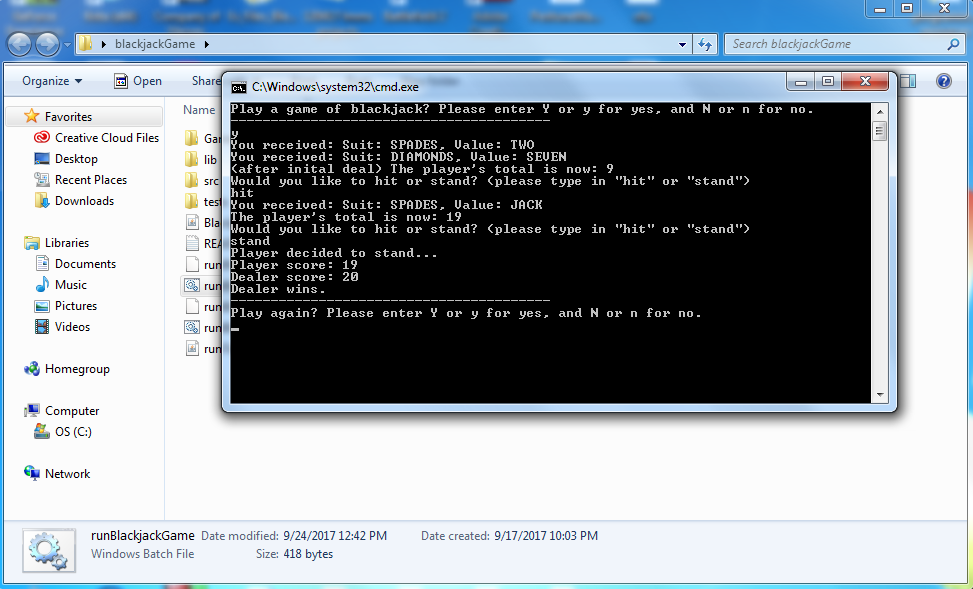 blackjackGame
Search blackjackGame
Organize
Open
Share
C:\Windows\system32\cmd.exe
Name
Favorites
Creative Cloud Files
Desktop
Recent Places
Downloads
Libraries
Documents
Music
Pictures
Videos
Homegroup
Computer
OS (C:)
Network
Gar
lib
src
test
Bla
REA
run
run
run
run
run
Play a game of blackjack? Please enter Y or y for yes, and N or n for no.
----------------------------------------
y
You received: Suit: SPADES, Value: TWO
You received: Suit: DIAMONDS, Value: SEVEN
(after inital deal) The player's total is now: 9
Would you like to hit or stand? (please type in "hit" or "stand")
hit
You received: Suit: SPADES, Value: JACK
The player's total is now: 19
Would you like to hit or stand? (please type in "hit" or "stand")
stand
Player decided to stand...
Player score: 19
Dealer score: 20
Dealer wins.
----------------------------------------
Play again? Please enter Y or y for yes, and N or n for no.
runBlackjackGame Date modified: 9/24/2017 12:42 PM Date created: 9/17/2017 10:03 PM
Windows Batch File Size: 418 bytes